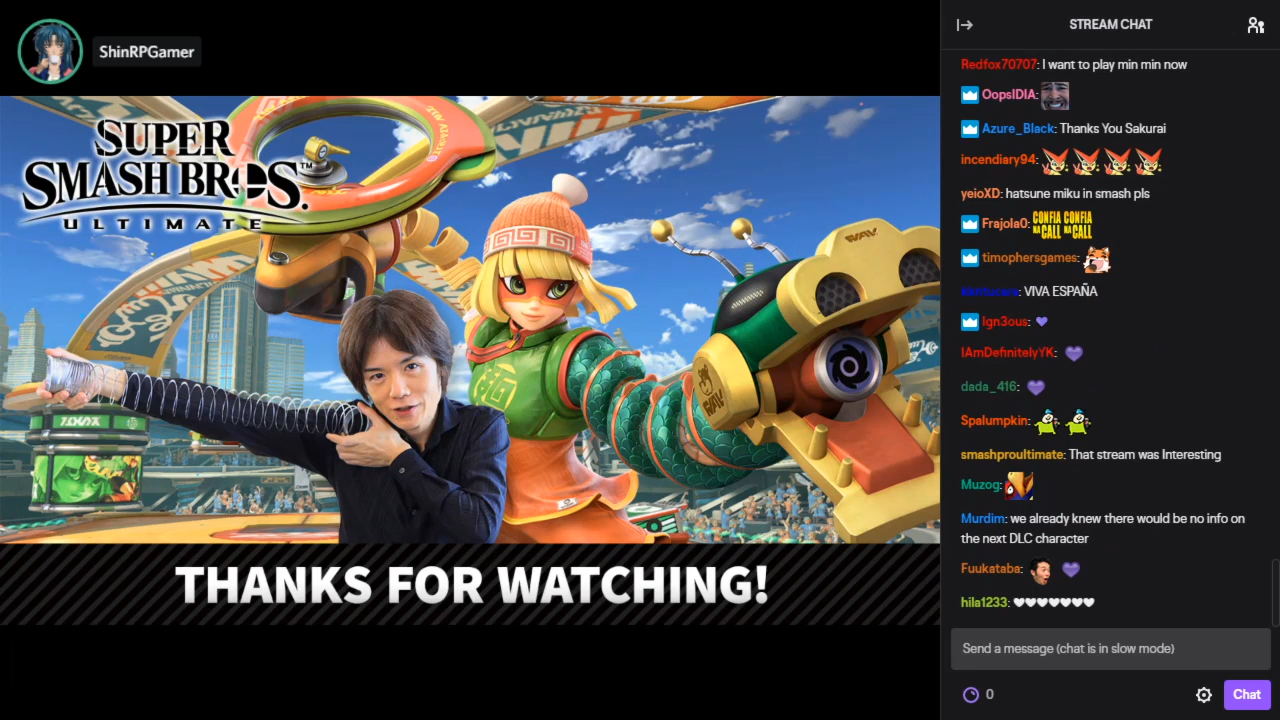 ShinRPGamer
SUPER
SMASH BROS.™
ULTIMATE
THANKS FOR WATCHING!
STREAM CHAT
Redfox70707: I want to play min min now
OopsIDIA:
Azure_Black: Thanks You Sakurai
incendiary94:
yeioXD: hatsune miku in smash pls
Frajola0: CONFIA NA CALL CONFIA NA CALL
timophersgames:
: VIVA ESPAÑA
Ign3ous:
IAmDefinitelyYK:
dada_416:
Spalumpkin:
smashproultimate: That stream was Interesting
Muzog:
Murdim: we already knew there would be no info on
the next DLC character
Fuukataba:
hila1233:
Send a message (chat is in slow mode)
0
Chat